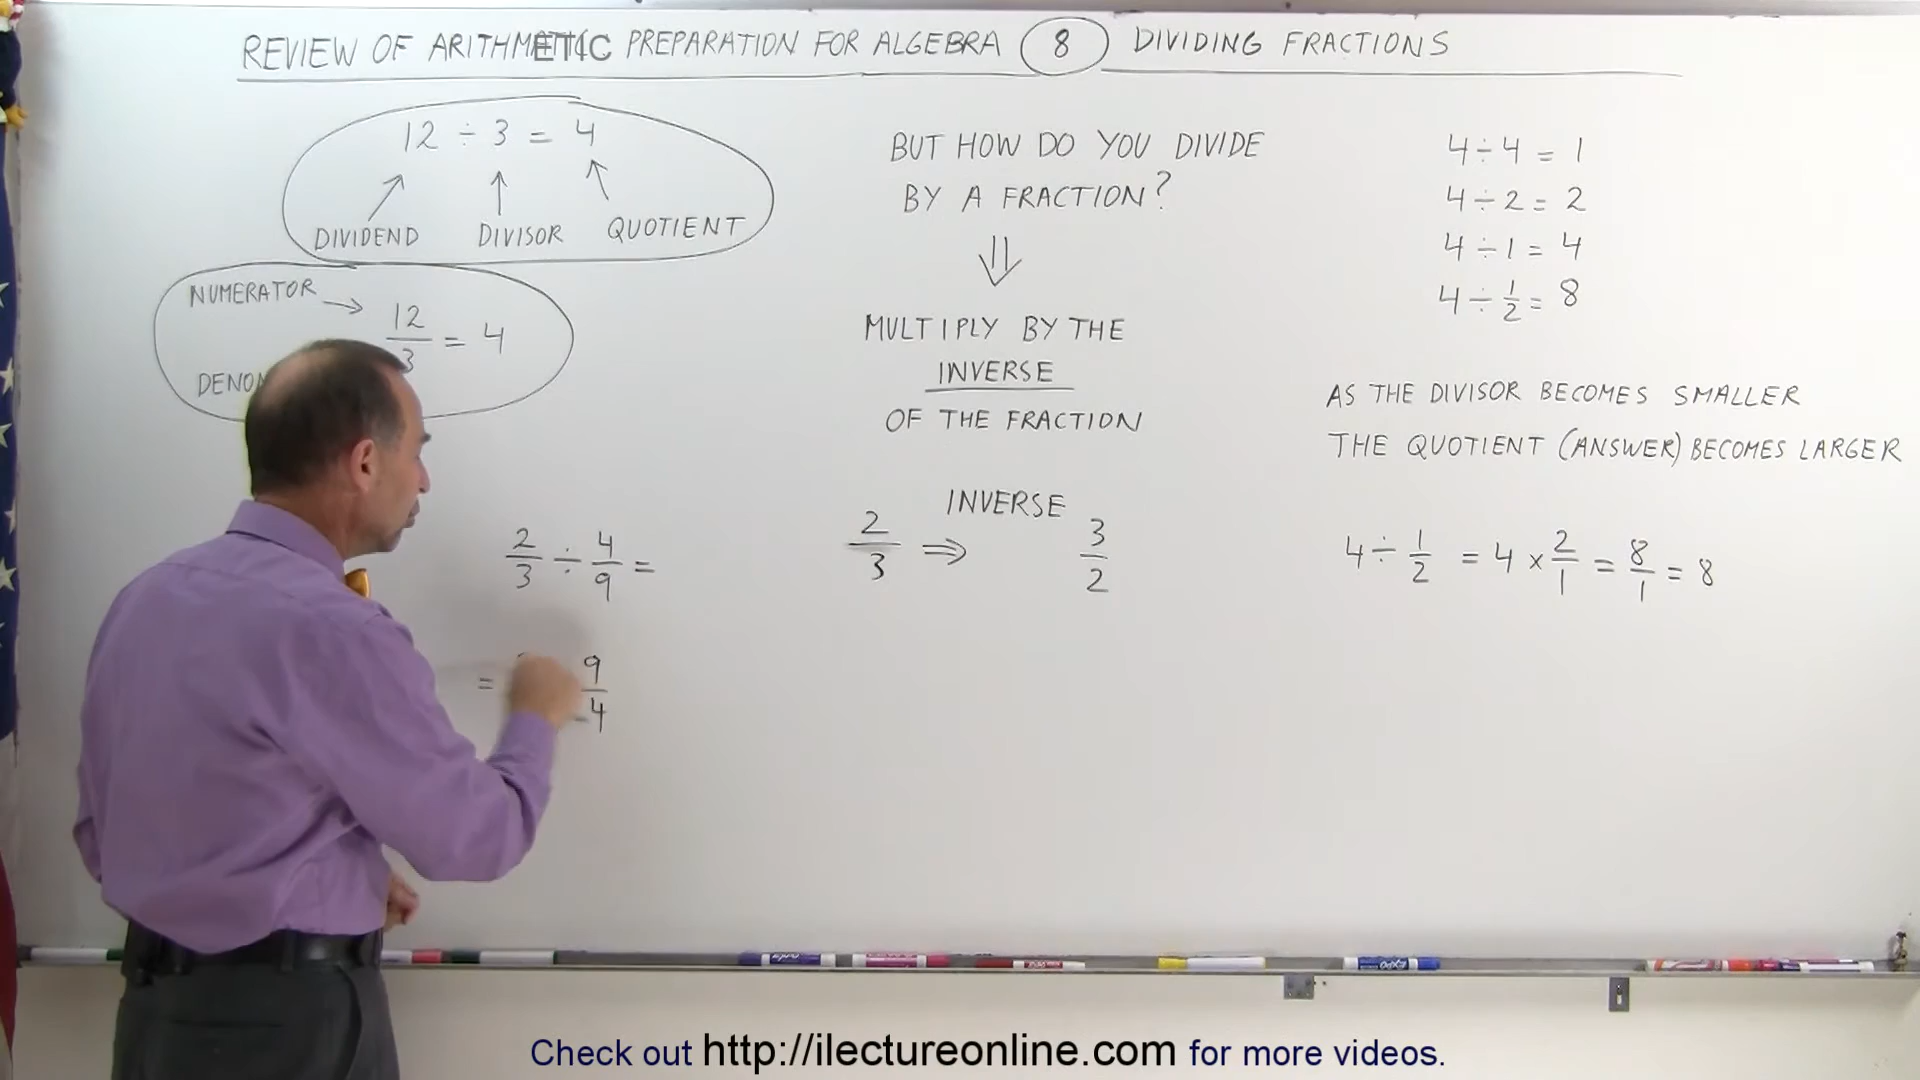 REVIEW OF ARITHMETIC PREPARATION FOR ALGEBRA 8 DIVIDING FRACTIONS
12 ÷ 3 = 4
DIVIDEND DIVISOR QUOTIENT
NUMERATOR → 12/3 = 4
2/3 ÷ 4/9 =
= 9/4
BUT HOW DO YOU DIVIDE
BY A FRACTION?
⇓
MULTIPLY BY THE
INVERSE
OF THE FRACTION
INVERSE
2/3 ⇒ 3/2
4 ÷ 4 = 1
4 ÷ 2 = 2
4 ÷ 1 = 4
4 ÷ 1/2 = 8
AS THE DIVISOR BECOMES SMALLER
THE QUOTIENT (ANSWER) BECOMES LARGER
4 ÷ 1/2 = 4 × 2/1 = 8/1 = 8
EXPO
Check out http://ilectureonline.com for more videos.